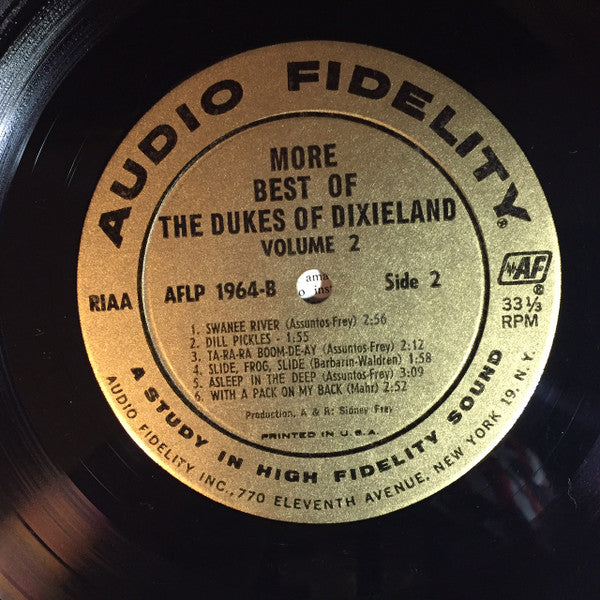 AUDIO FIDELITY®
MORE
BEST OF
THE DUKES OF DIXIELAND
VOLUME 2
RIAA
AFLP 1964-B
ama
o ins
Side 2
AF®
33 1/3
RPM
1. SWANEE RIVER (Assuntos-Frey) 2:56
2. DILL PICKLES - 1:55
3. TA-RA-RA BOOM-DE-AY (Assuntos-Frey) 2:12
4. SLIDE, FROG, SLIDE (Barbarin-Waldren) 1:58
5. ASLEEP IN THE DEEP (Assuntos-Frey) 3:09
6. WITH A PACK ON MY BACK (Mahr) 2:52
Production, A & R: Sidney Frey
PRINTED IN U.S.A.
A STUDY IN HIGH FIDELITY SOUND
AUDIO FIDELITY INC., 770 ELEVENTH AVENUE, NEW YORK 19, N.Y.